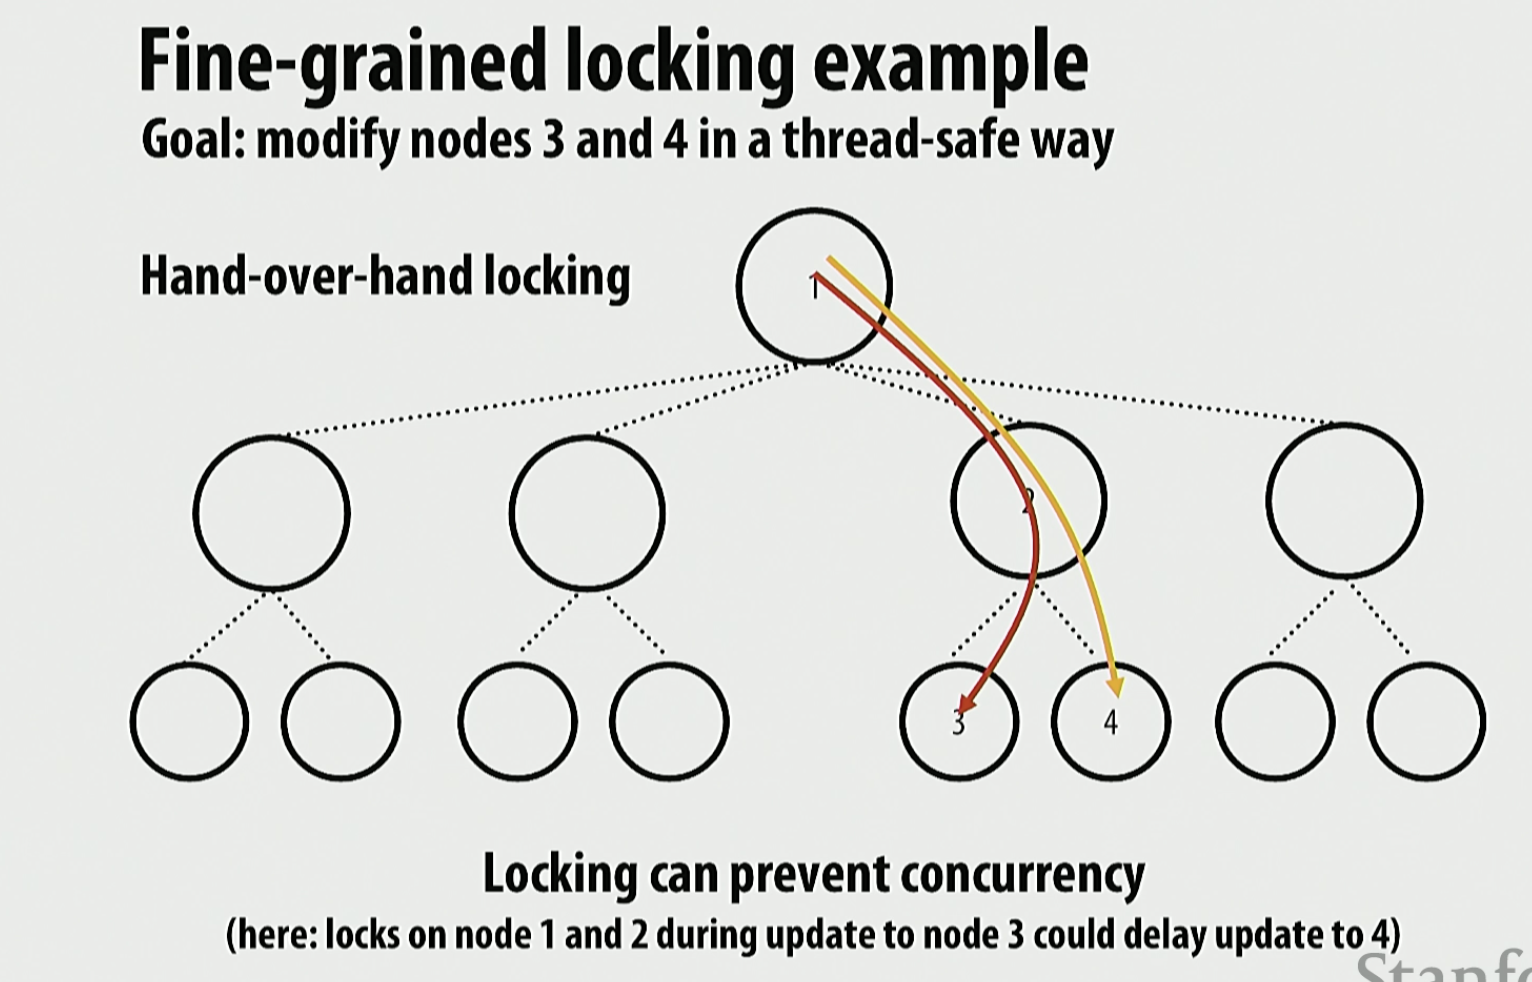 Fine-grained locking example
Goal: modify nodes 3 and 4 in a thread-safe way
Hand-over-hand locking
1
2
3
4
Locking can prevent concurrency
(here: locks on node 1 and 2 during update to node 3 could delay update to 4)